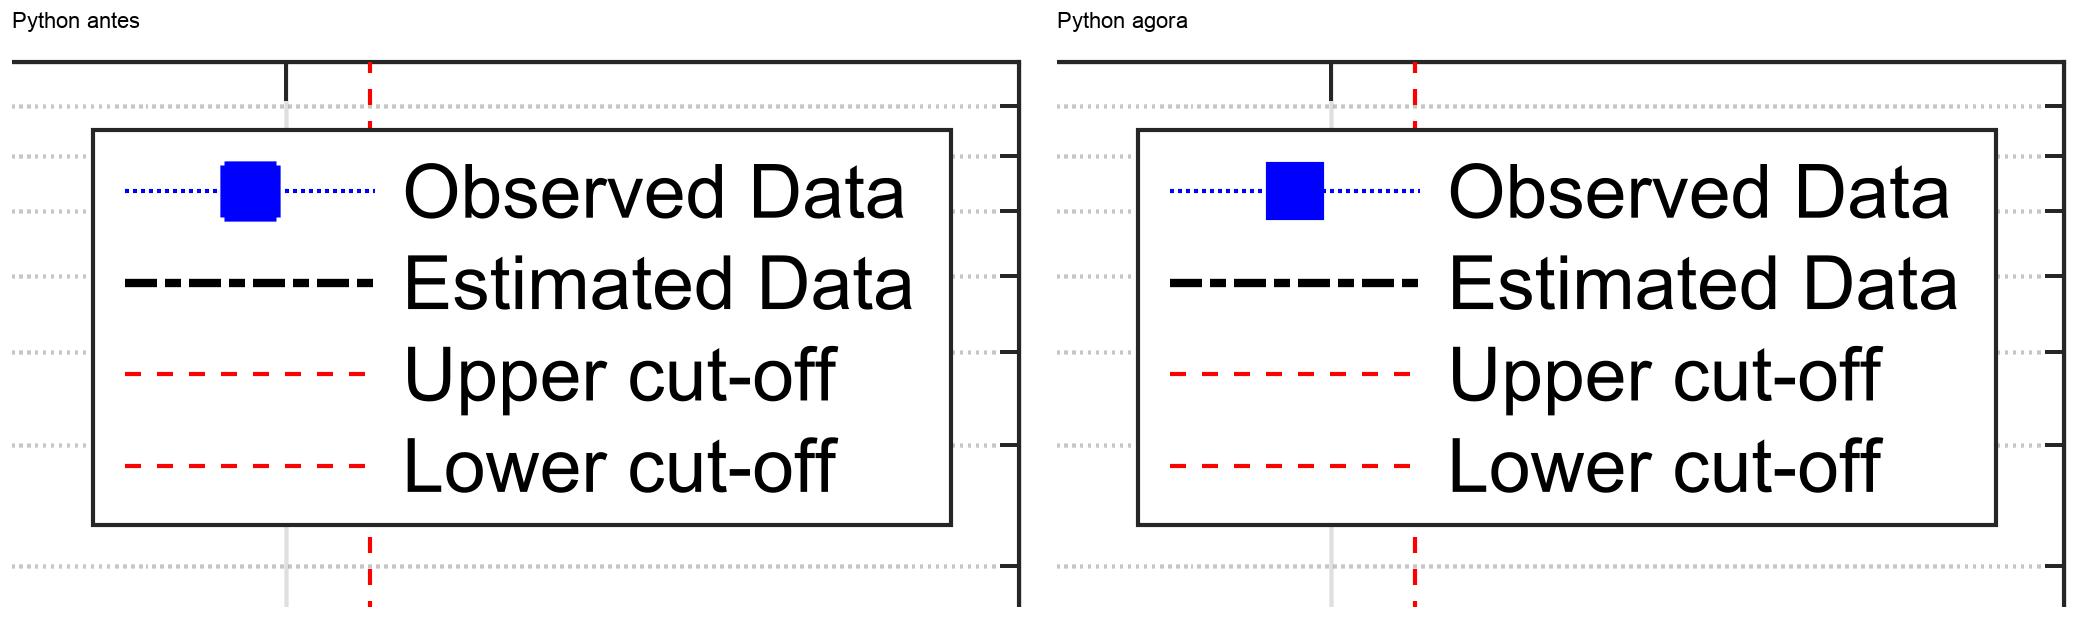 Python antes
Observed Data
Estimated Data
Upper cut-off
Lower cut-off
Python agora
Observed Data
Estimated Data
Upper cut-off
Lower cut-off